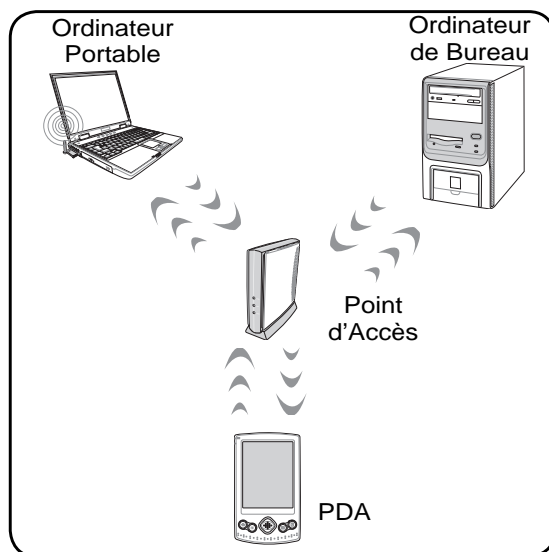 Ordinateur
Portable
Ordinateur
de Bureau
Point
d'Accès
PDA